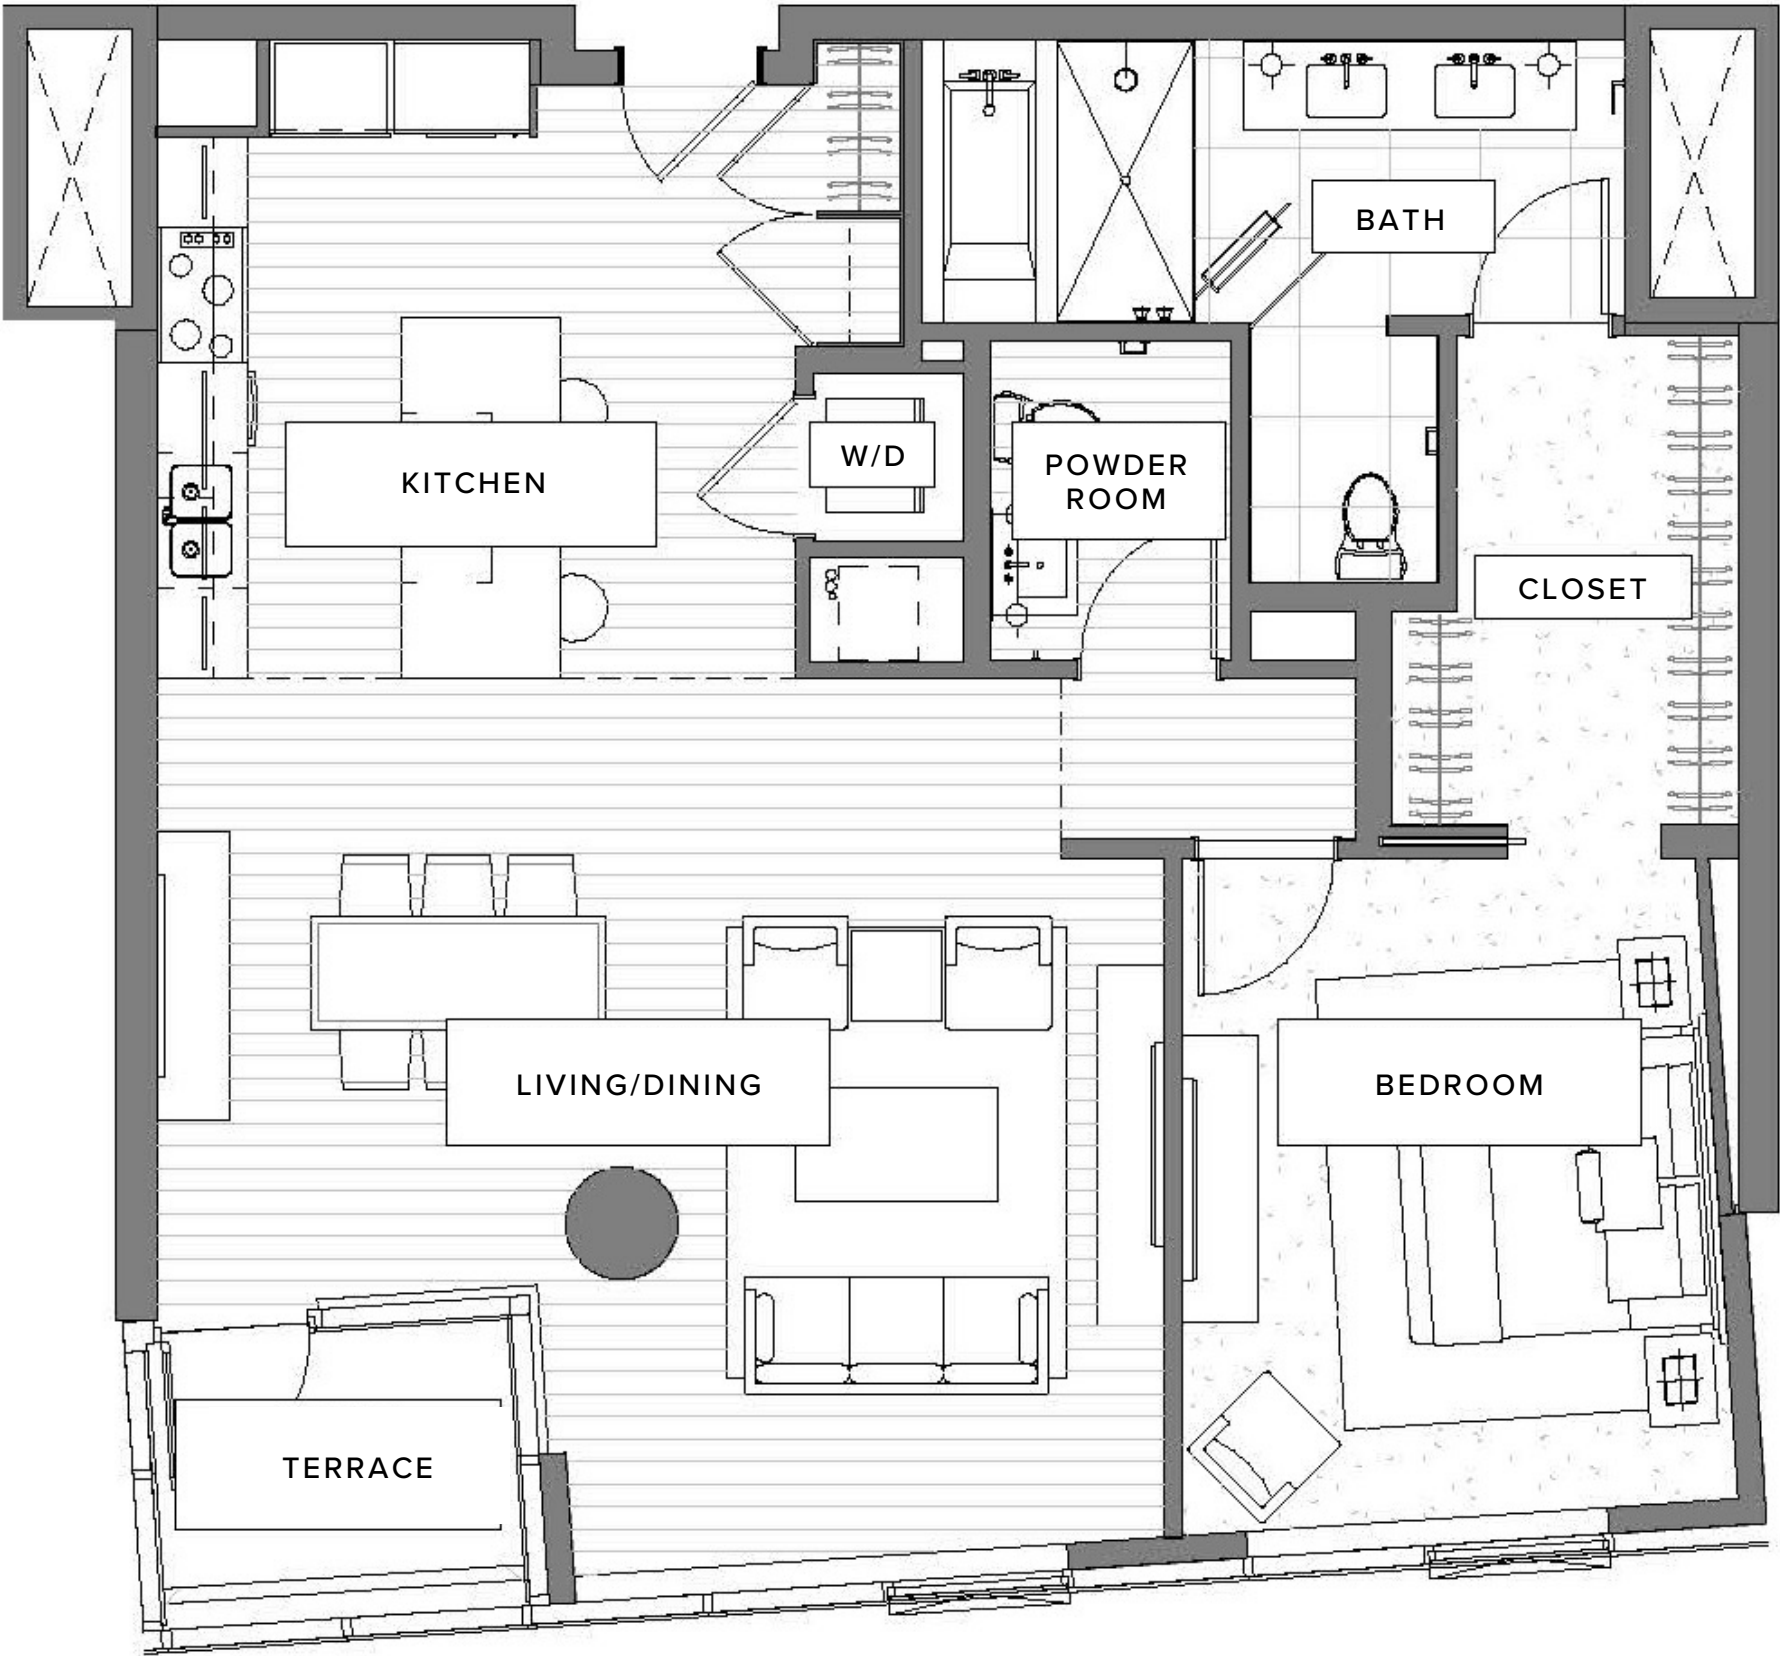 BATH
KITCHEN
W/D
POWDER
ROOM
CLOSET
LIVING/DINING
BEDROOM
TERRACE